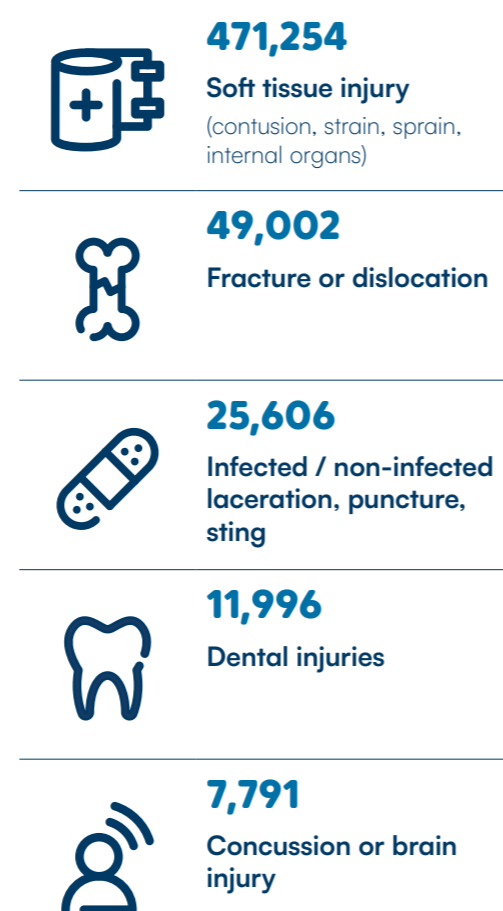 471,254
Soft tissue injury
(contusion, strain, sprain,
internal organs)
49,002
Fracture or dislocation
25,606
Infected / non-infected
laceration, puncture,
sting
11,996
Dental injuries
7,791
Concussion or brain
injury